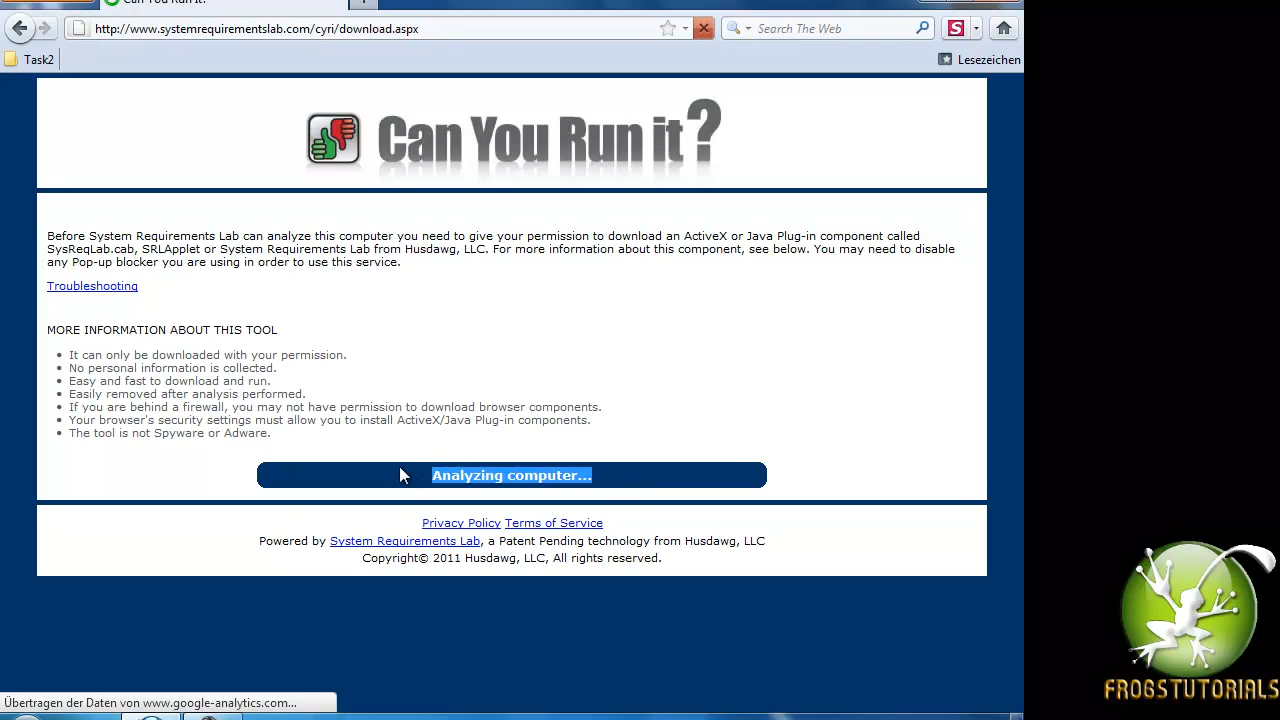 Can You Run it?
http://www.systemrequirementslab.com/cyri/download.aspx
Search The Web
S
Task2
Lesezeichen
Can You Run it?
Before System Requirements Lab can analyze this computer you need to give your permission to download an ActiveX or Java Plug-in component called
SysReqLab.cab, SRLApplet or System Requirements Lab from Husdawg, LLC. For more information about this component, see below. You may need to disable
any Pop-up blocker you are using in order to use this service.
Troubleshooting
MORE INFORMATION ABOUT THIS TOOL
• It can only be downloaded with your permission.
• No personal information is collected.
• Easy and fast to download and run.
• Easily removed after analysis performed.
• If you are behind a firewall, you may not have permission to download browser components.
• Your browser's security settings must allow you to install ActiveX/Java Plug-in components.
• The tool is not Spyware or Adware.
Analyzing computer...
Privacy Policy Terms of Service
Powered by System Requirements Lab, a Patent Pending technology from Husdawg, LLC
Copyright© 2011 Husdawg, LLC, All rights reserved.
Übertragen der Daten von www.google-analytics.com...
FROGSTUTORIALS